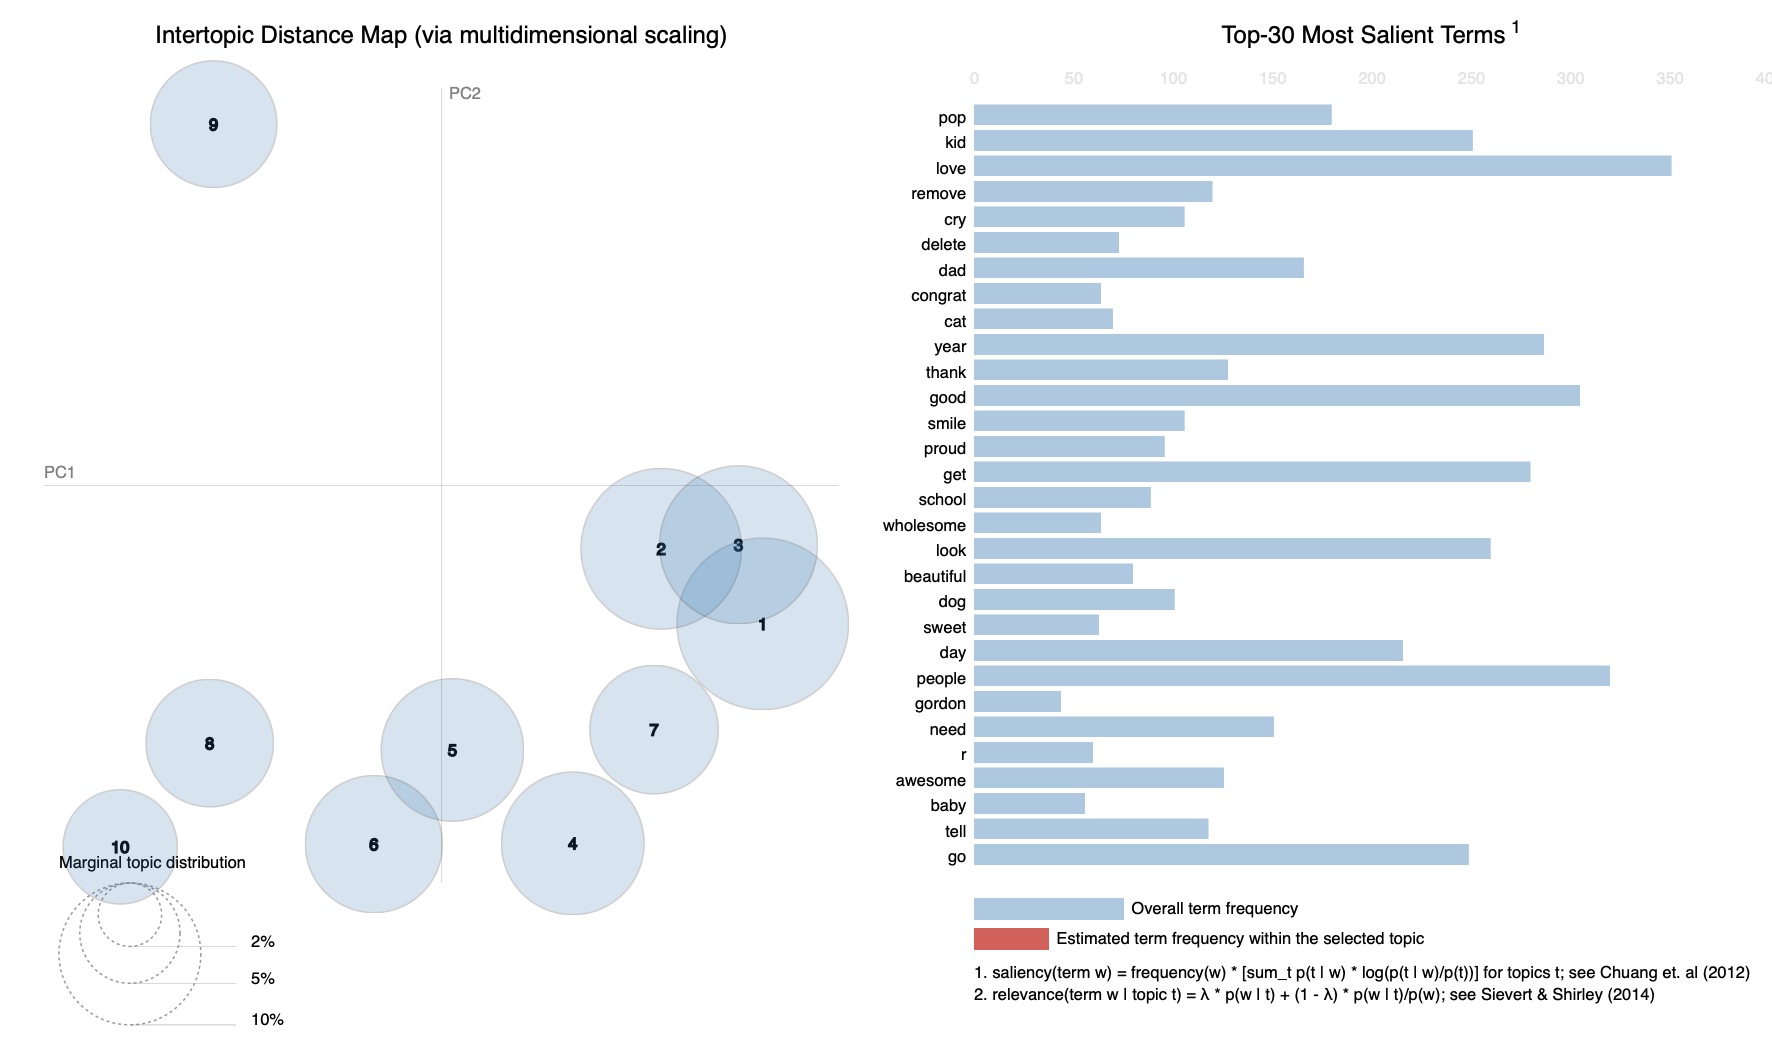 Intertopic Distance Map (via multidimensional scaling)
PC2
PC1
9
2
3
1
7
5
8
6
4
10
Marginal topic distribution
2%
5%
10%
Top-30 Most Salient Terms 1
0 50 100 150 200 250 300 350 40
pop
kid
love
remove
cry
delete
dad
congrat
cat
year
thank
good
smile
proud
get
school
wholesome
look
beautiful
dog
sweet
day
people
gordon
need
r
awesome
baby
tell
go
Overall term frequency
Estimated term frequency within the selected topic
1. saliency(term w) = frequency(w) * [sum_t p(t | w) * log(p(t | w)/p(t))] for topics t; see Chuang et. al (2012)
2. relevance(term w | topic t) = λ * p(w | t) + (1 - λ) * p(w | t)/p(w); see Sievert & Shirley (2014)